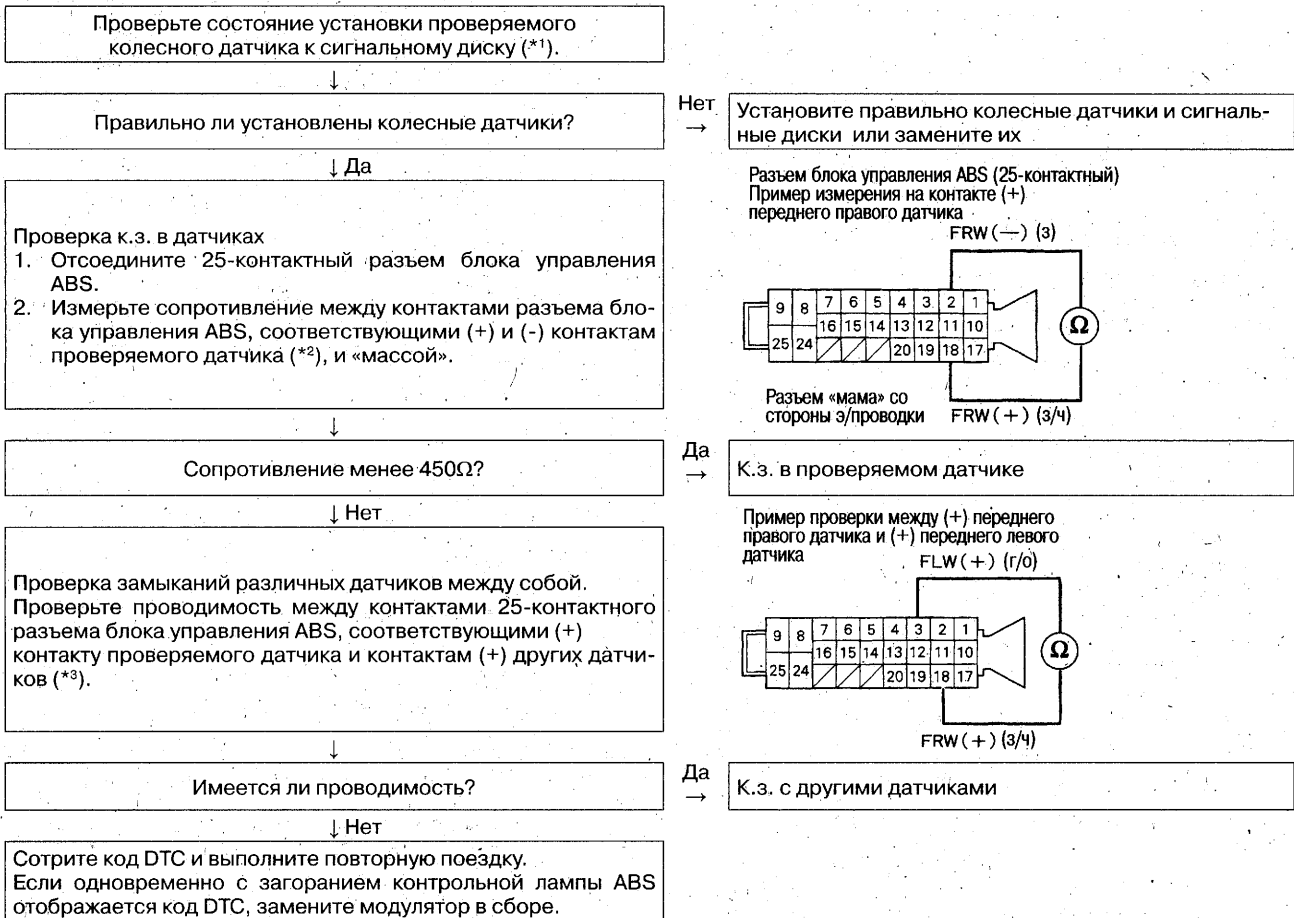 Проверьте состояние установки проверяемого
колесного датчика к сигнальному диску (*1).
↓
Правильно ли установлены колесные датчики?
Нет
→
Установите правильно колесные датчики и сигналь-
ные диски или замените их
↓ Да
Проверка к.з. в датчиках
1. Отсоедините 25-контактный разъем блока управления
ABS.
2. Измерьте сопротивление между контактами разъема бло-
ка управления ABS, соответствующими (+) и (-) контактам
проверяемого датчика (*2), и «массой».
Разъем блока управления ABS (25-контактный)
Пример измерения на контакте (+)
переднего правого датчика
FRW (—) (З)
9 8 7 6 5 4 3 2 1
16 15 14 13 12 11 10
25 24 20 19 18 17
Ω
Разъем «мама» со
стороны э/проводки
FRW (+) (З/Ч)
↓
Сопротивление менее 450Ω?
Да
→
К.з. в проверяемом датчике
↓ Нет
Проверка замыканий различных датчиков между собой.
Проверьте проводимость между контактами 25-контактного
разъема блока управления ABS, соответствующими (+)
контакту проверяемого датчика и контактам (+) других датчи-
ков (*3).
Пример проверки между (+) переднего
правого датчика и (+) переднего левого
датчика
FLW (+) (Г/О)
9 8 7 6 5 4 3 2 1
16 15 14 13 12 11 10
25 24 20 19 18 17
Ω
FRW (+) (З/Ч)
↓
Имеется ли проводимость?
Да
→
К.з. с другими датчиками
↓ Нет
Сотрите код DTC и выполните повторную поездку.
Если одновременно с загоранием контрольной лампы ABS
отображается код DTC, замените модулятор в сборе.